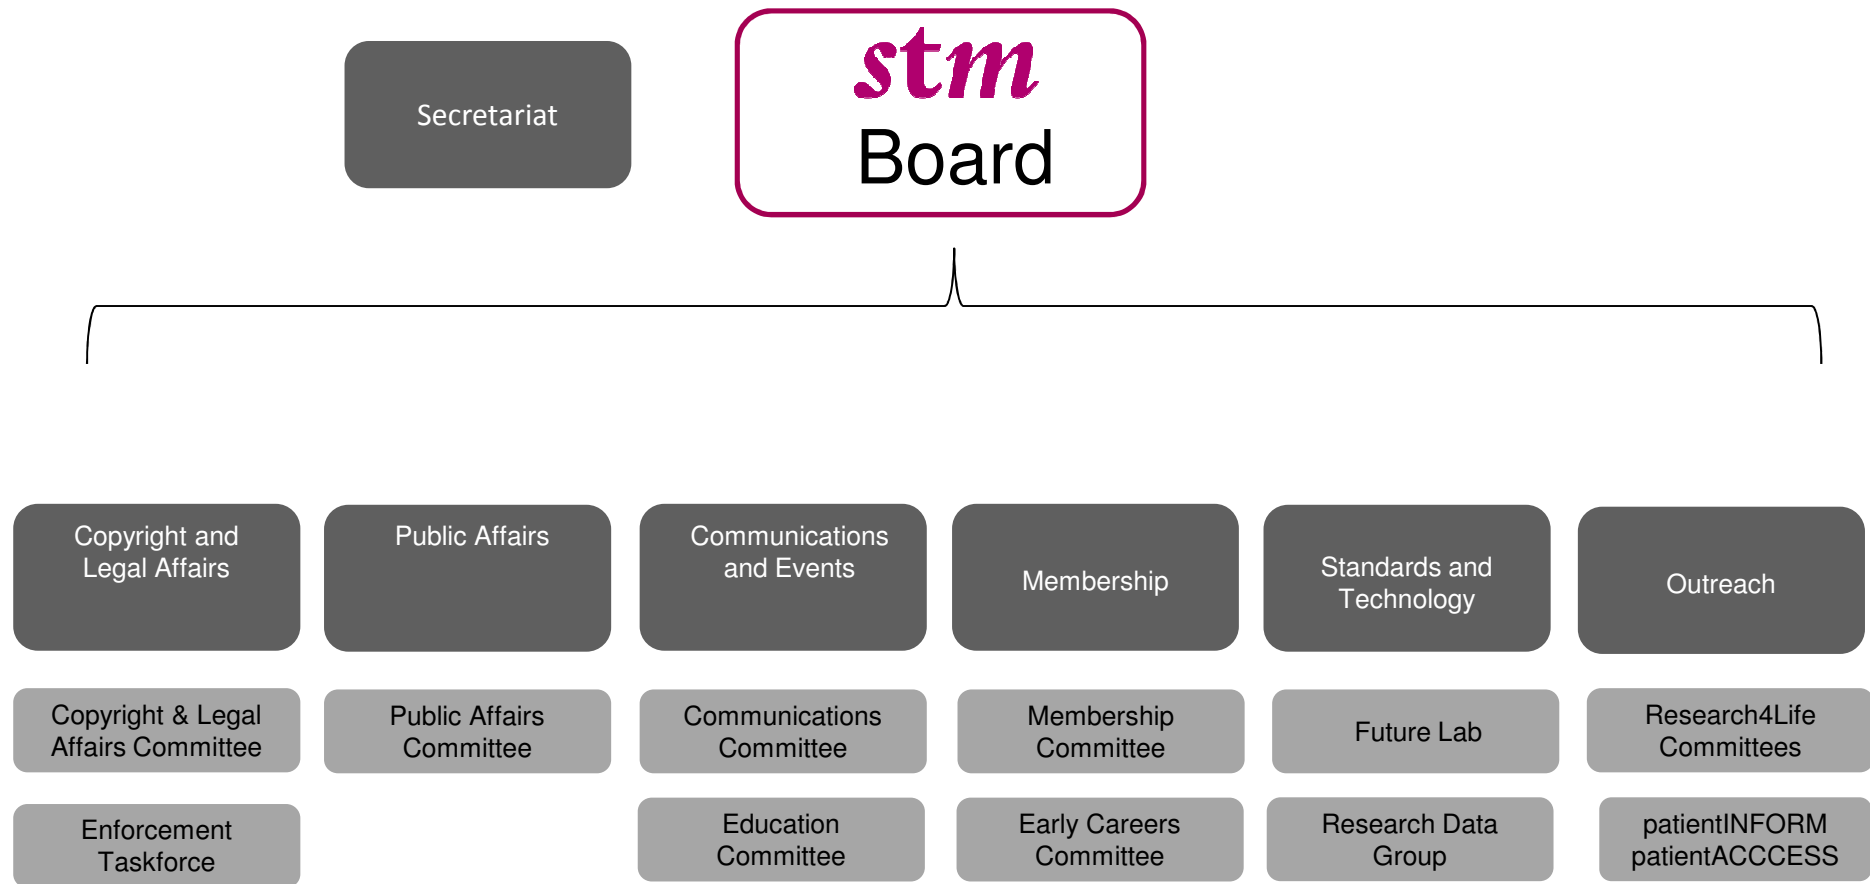 Secretariat
stm
Board
Copyright and
Legal Affairs
Public Affairs
Communications
and Events
Membership
Standards and
Technology
Outreach
Copyright & Legal
Affairs Committee
Public Affairs
Committee
Communications
Committee
Membership
Committee
Future Lab
Research4Life
Committees
Enforcement
Taskforce
Education
Committee
Early Careers
Committee
Research Data
Group
patientINFORM
patientACCCESS